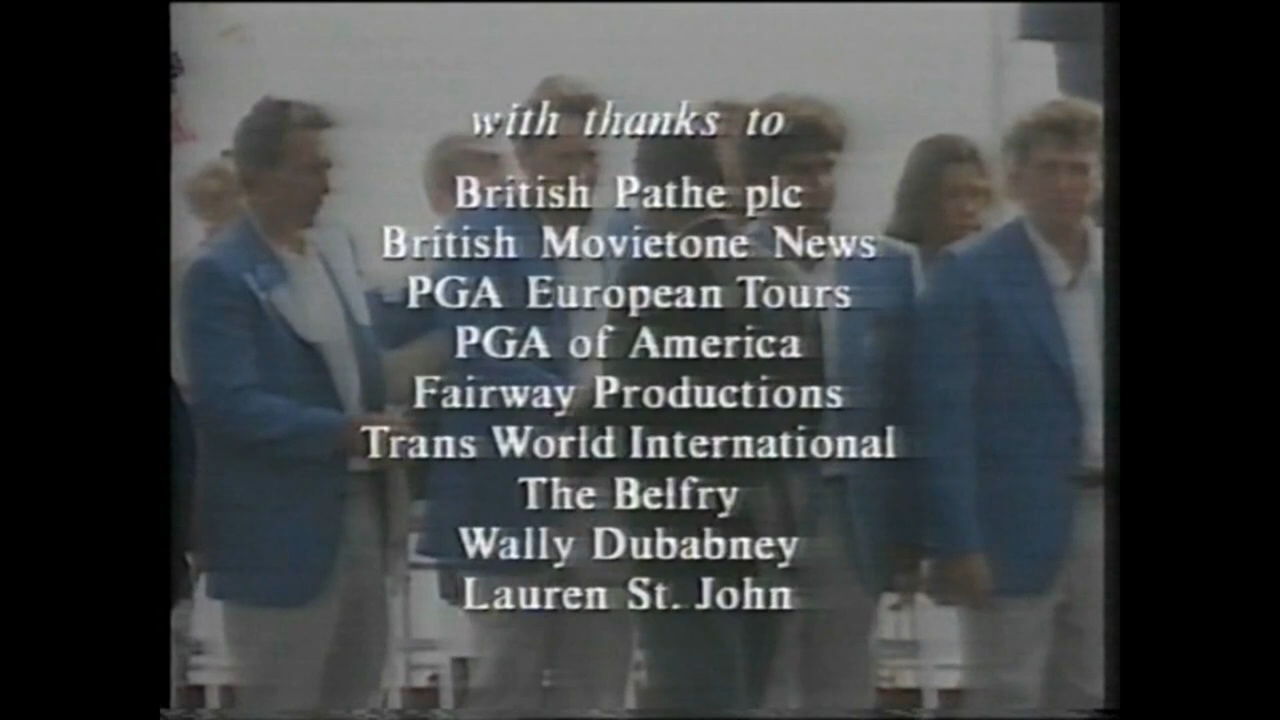 with thanks to
British Pathe plc
British Movietone News
PGA European Tours
PGA of America
Fairway Productions
Trans World International
The Belfry
Wally Dubabney
Lauren St. John